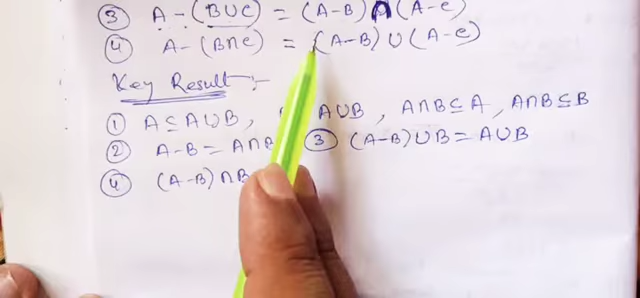 ③ A - (B∪C) = (A-B) ∩ (A-C)
④ A - (B∩C) = (A-B) ∪ (A-C)
Key Result :-
① A⊆A∪B, A∪B, A∩B⊆A, A∩B⊆B
② A-B = A∩ ③ (A-B)∪B = A∪B
④ (A-B)∩B